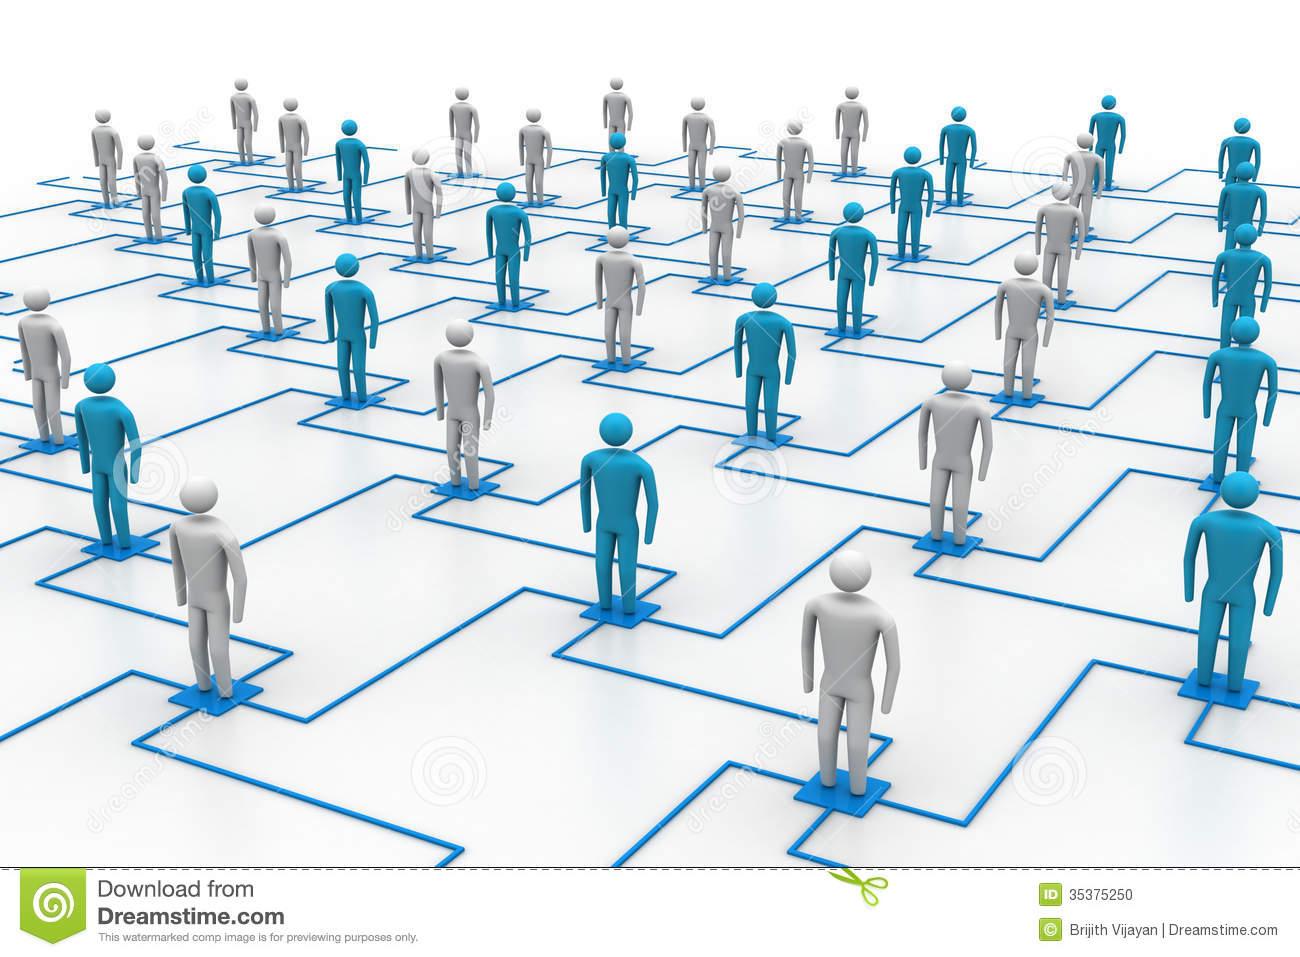 Download from
Dreamstime.com
This watermarked comp image is for previewing purposes only.
ID 35375250
© Brijith Vijayan | Dreamstime.com